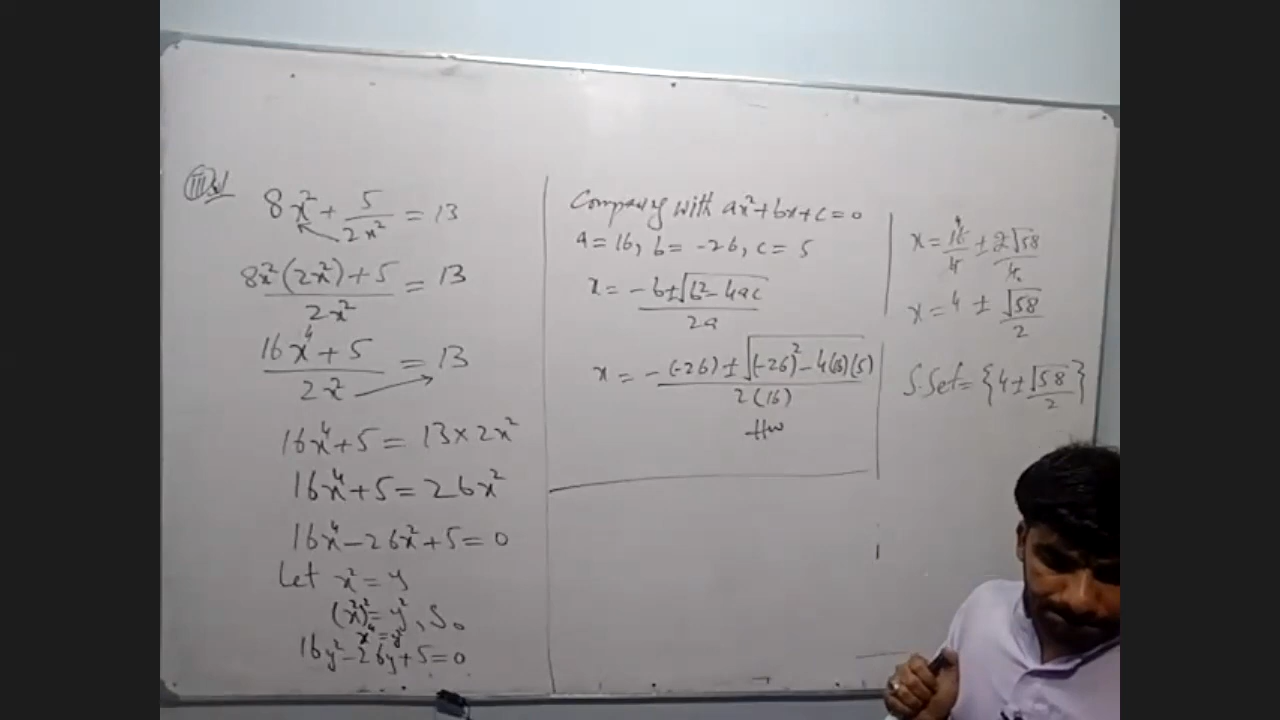 8x² + 5/2x² = 13
8x²(2x²)+5/2x² = 13
16x⁴+5/2x² = 13
16x⁴+5 = 13×2x²
16x⁴+5 = 26x²
16x⁴-26x²+5=0
Let x² = y
(x²)² = y², So
x⁴ = y²
16y²-26y+5=0
Comparing with ax²+bx+c=0
a=16, b=-26, c=5
x = -b±√b²-4ac/2a
x = -(-26)±√(-26)²-4(16)(5)/2(16)
Hw
x = 16/4 ± 2√58/4
x = 4 ± √58/2
S.Set = {4±√58/2}